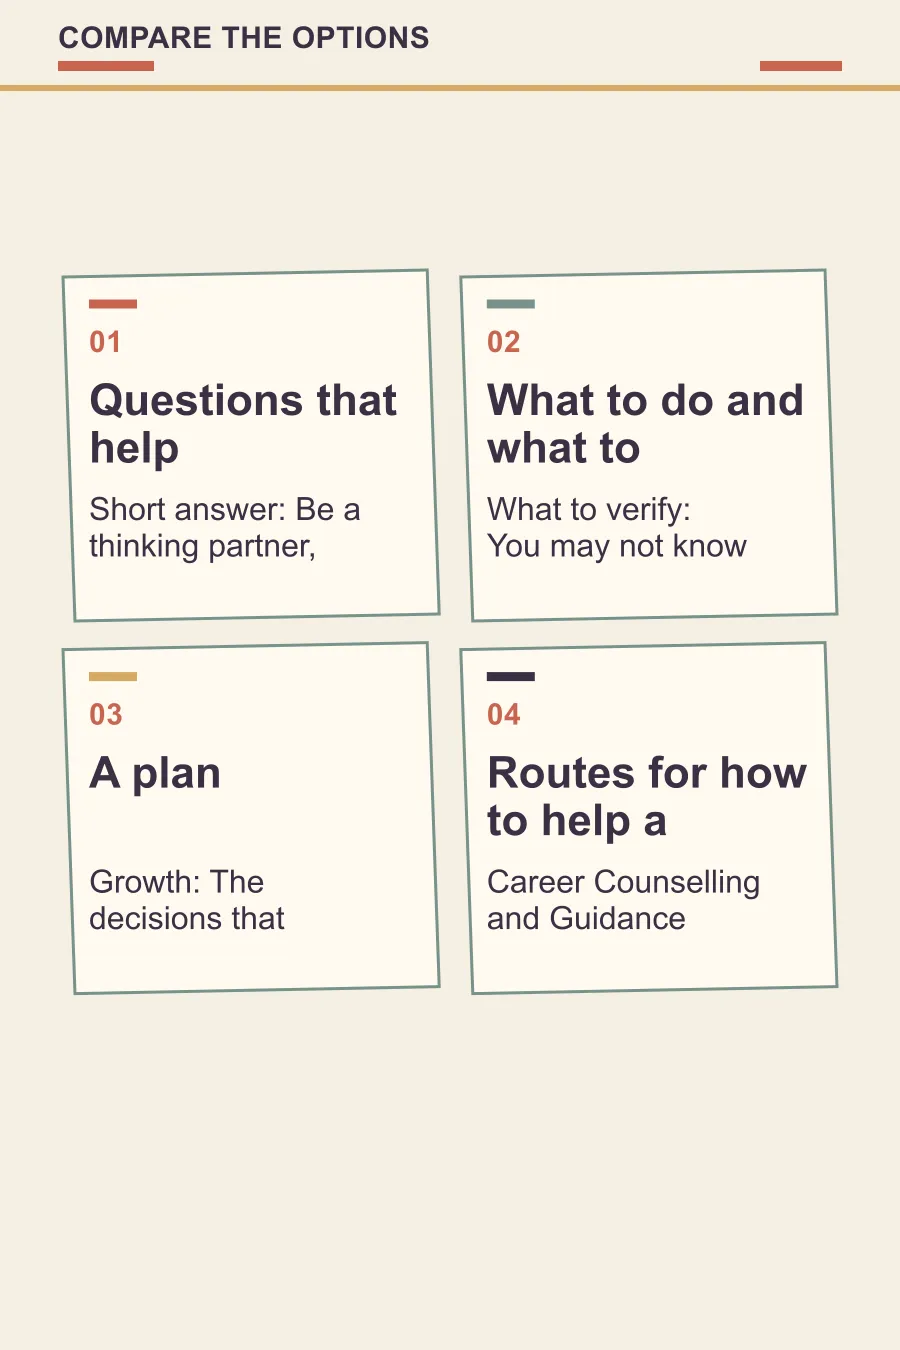 COMPARE THE OPTIONS
01
Questions that
help
Short answer: Be a
thinking partner,
02
What to do and
what to
What to verify:
You may not know
03
A plan
Growth: The
decisions that
04
Routes for how
to help a
Career Counselling
and Guidance